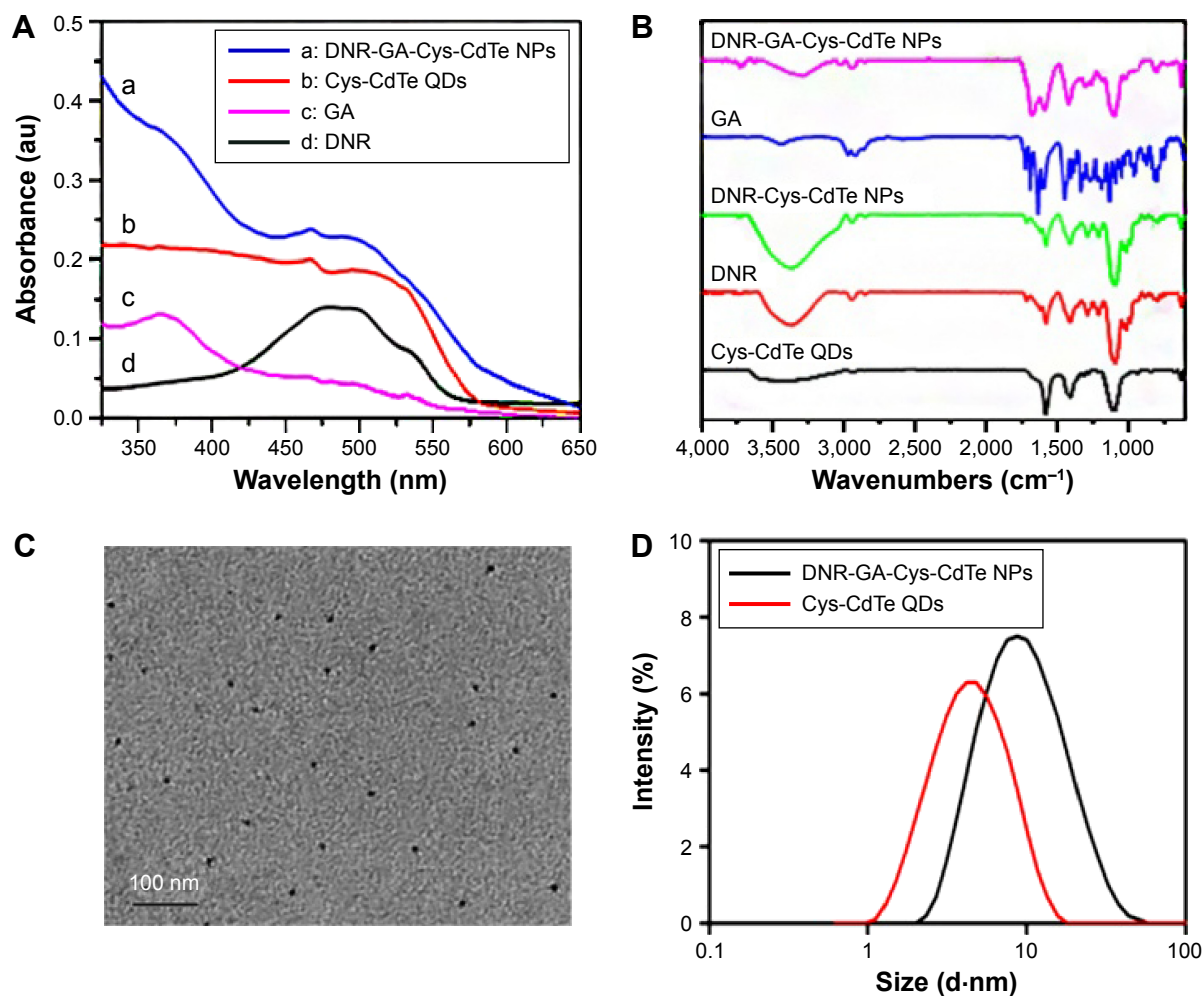 A
0.5
0.4
0.3
0.2
0.1
0.0
Absorbance (au)
a: DNR-GA-Cys-CdTe NPs
b: Cys-CdTe QDs
c: GA
d: DNR
a
b
c
d
350 400 450 500 550 600 650
Wavelength (nm)
B
DNR-GA-Cys-CdTe NPs
GA
DNR-Cys-CdTe NPs
DNR
Cys-CdTe QDs
4,000 3,500 3,000 2,500 2,000 1,500 1,000
Wavenumbers (cm⁻¹)
C
100 nm
D
10
8
6
4
2
0
Intensity (%)
DNR-GA-Cys-CdTe NPs
Cys-CdTe QDs
0.1 1 10 100
Size (d·nm)